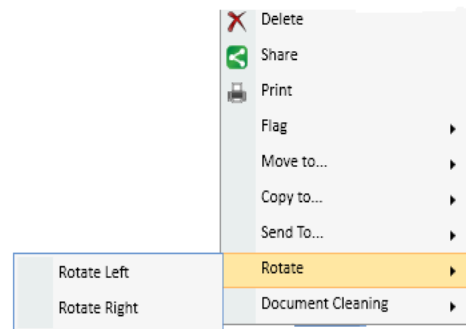 Delete
Share
Print
Flag
Move to...
Copy to...
Send To...
Rotate
Rotate Left
Rotate Right
Document Cleaning